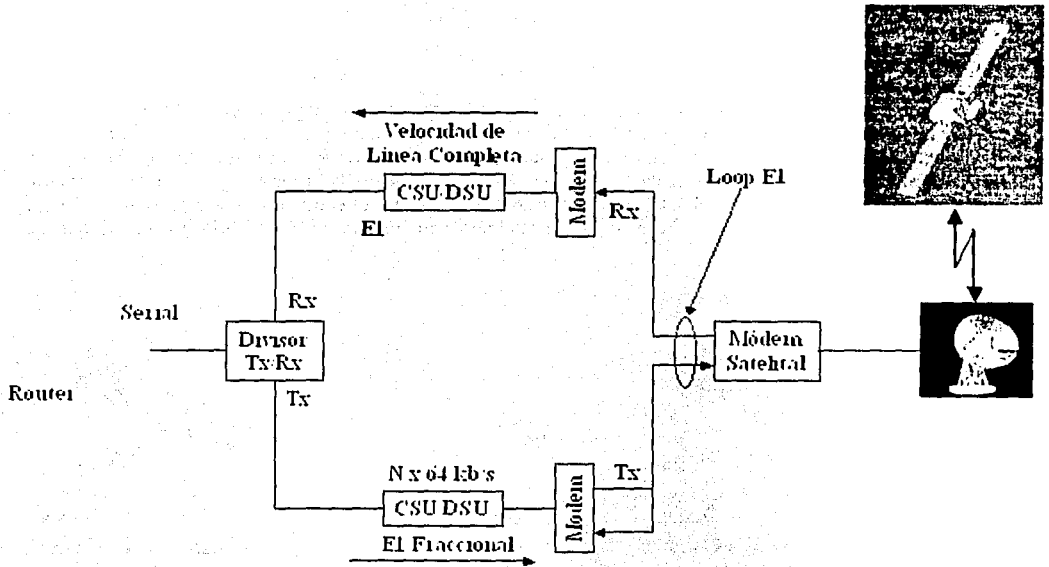 Velocidad de
Línea Completa
CSU/DSU
E1
Modem
Rx
Loop E1
Serial
Rx
Divisor
Tx/Rx
Tx
Router
Módem
Satelital
N x 64 kb/s
CSU/DSU
Modem
Tx
E1 Fraccional